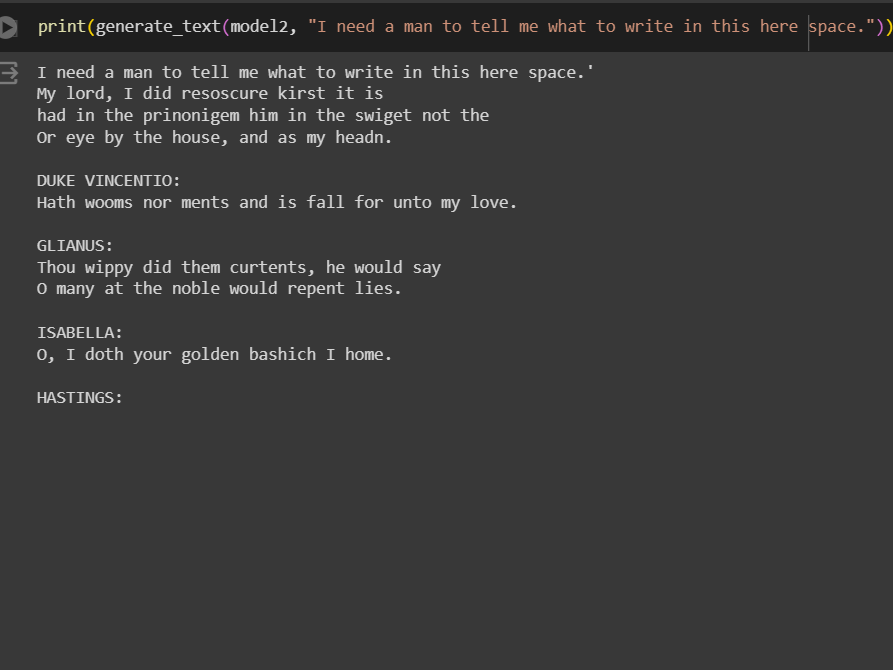 print(generate_text(model2, "I need a man to tell me what to write in this here space."))
I need a man to tell me what to write in this here space.'
My lord, I did resoscure kirst it is
had in the prinonigem him in the swiget not the
Or eye by the house, and as my headn.
DUKE VINCENTIO:
Hath wooms nor ments and is fall for unto my love.
GLIANUS:
Thou wippy did them curtents, he would say
O many at the noble would repent lies.
ISABELLA:
O, I doth your golden bashich I home.
HASTINGS: